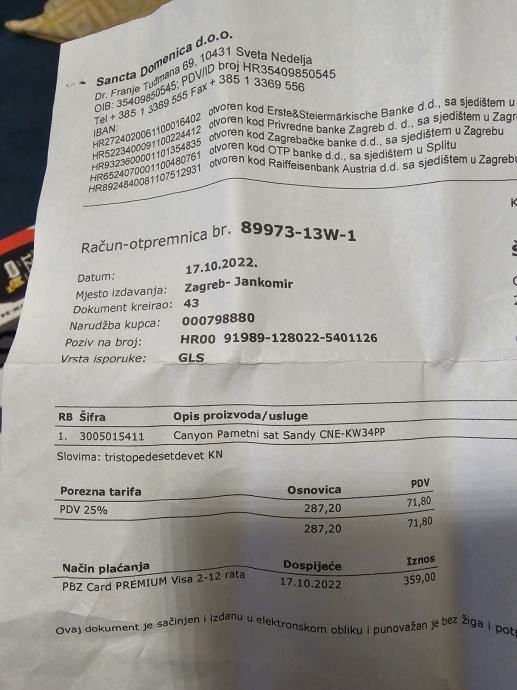 Sancta Domenica d.o.o.
Dr. Franje Tuđmana 69, 10431 Sveta Nedelja
OIB: 35409850545; PDV/ID broj HR35409850545
Tel + 385 1 3369 555 Fax + 385 1 3369 556
IBAN:
HR2724020061100016402 otvoren kod Erste&Steiermärkische Banke d.d., sa sjedištem u
HR5223400091100224412 otvoren kod Privredne banke Zagreb d. d., sa sjedištem u Zagr
HR9323600001101354835 otvoren kod Zagrebačke banke d.d., sa sjedištem u Zagrebu
HR6524070001100480761 otvoren kod OTP banke d.d., sa sjedištem u Splitu
HR8924840081107512931 otvoren kod Raiffeisenbank Austria d.d. sa sjedištem u Zagrebu
K
Račun-otpremnica br. 89973-13W-1
Datum: 17.10.2022.
Mjesto izdavanja: Zagreb- Jankomir
Dokument kreirao: 43
Narudžba kupca: 000798880
Poziv na broj: HR00 91989-128022-5401126
Vrsta isporuke: GLS
RB Šifra Opis proizvoda/usluge
1. 3005015411 Canyon Pametni sat Sandy CNE-KW34PP
Slovima: tristopedesetdevet KN
Porezna tarifa Osnovica PDV
PDV 25% 287,20 71,80
287,20 71,80
Način plaćanja Dospijeće Iznos
PBZ Card PREMIUM Visa 2-12 rata 17.10.2022 359,00
Ovaj dokument je sačinjen i izdanu u elektronskom obliku i punovažan je bez žiga i potp